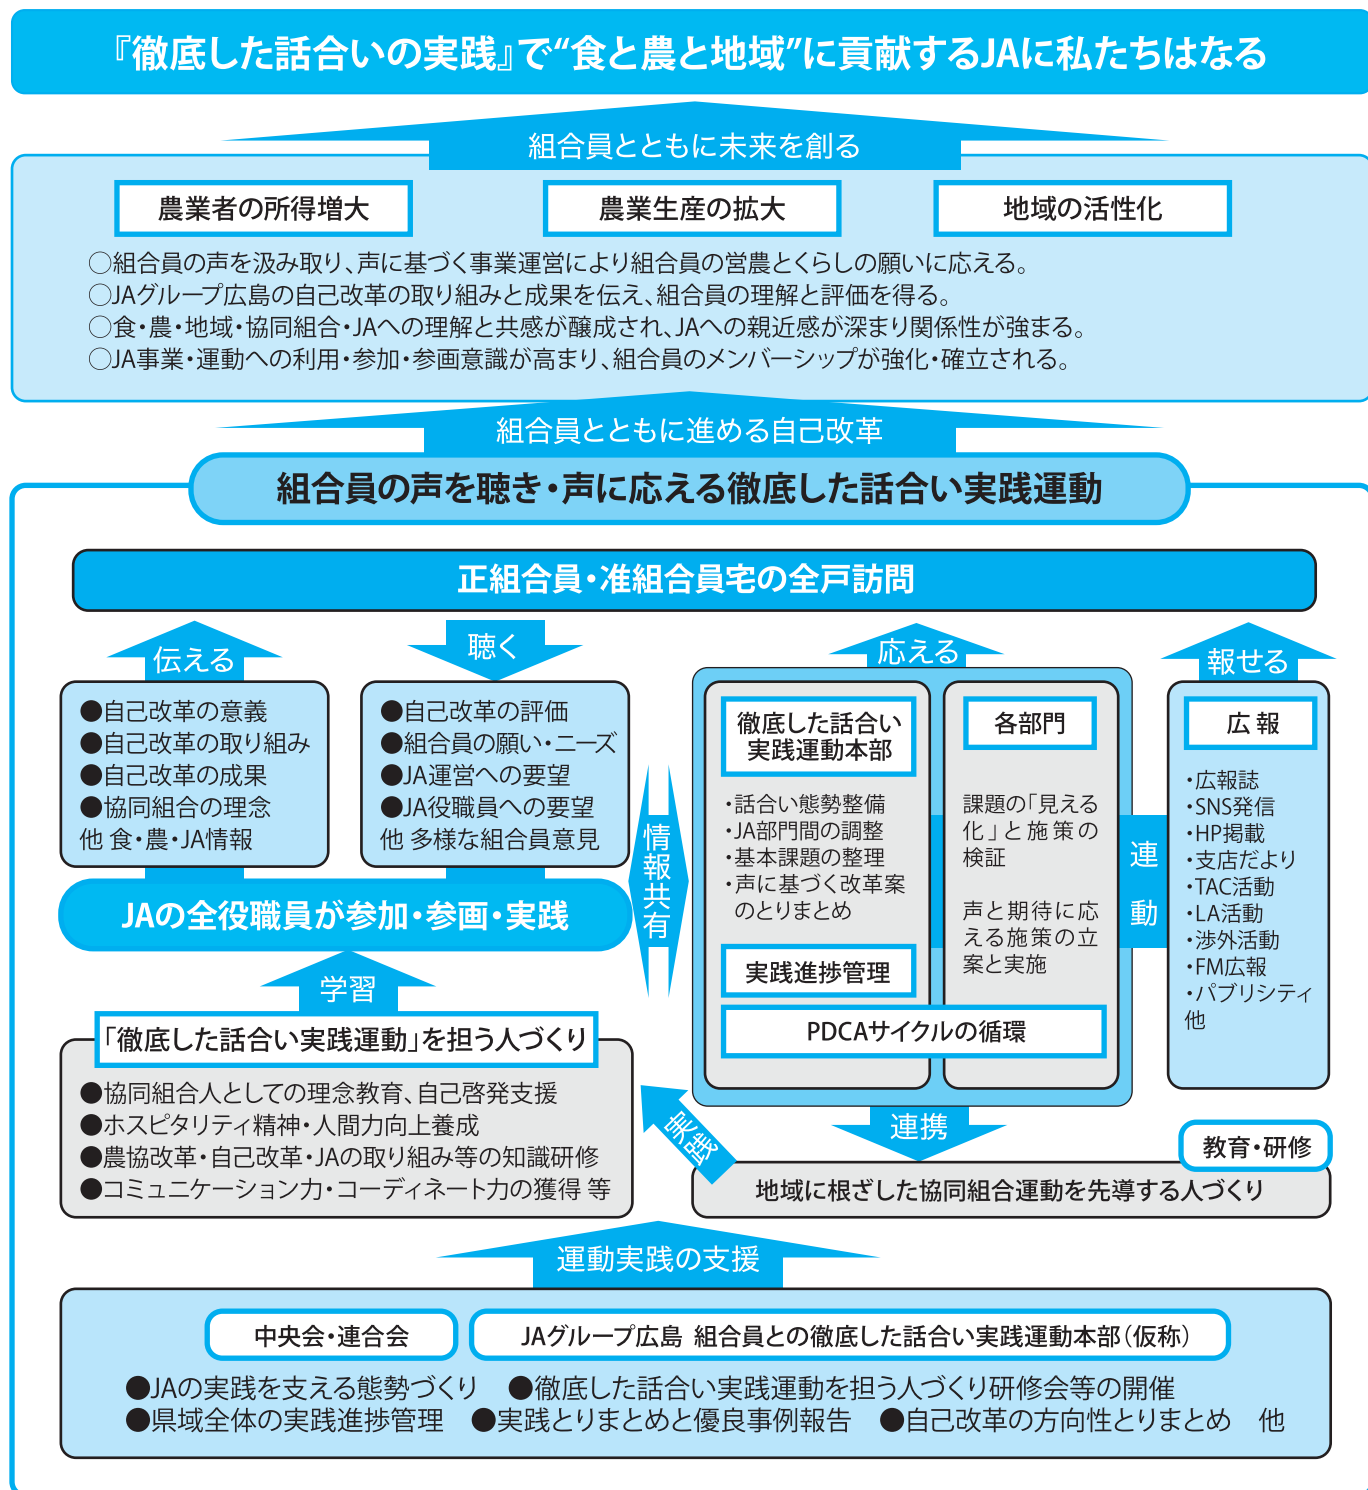 『徹底した話合いの実践』で“食と農と地域”に貢献するJAに私たちはなる
組合員とともに未来を創る
農業者の所得増大
農業生産の拡大
地域の活性化
○組合員の声を汲み取り、声に基づく事業運営により組合員の営農とくらしの願いに応える。
○JAグループ広島の自己改革の取り組みと成果を伝え、組合員の理解と評価を得る。
○食・農・地域・協同組合・JAへの理解と共感が醸成され、JAへの親近感が深まり関係性が強まる。
○JA事業・運動への利用・参加・参画意識が高まり、組合員のメンバーシップが強化・確立される。
組合員とともに進める自己改革
組合員の声を聴き・声に応える徹底した話合い実践運動
正組合員・准組合員宅の全戸訪問
伝える
●自己改革の意義
●自己改革の取り組み
●自己改革の成果
●協同組合の理念
他 食・農・JA情報
聴く
●自己改革の評価
●組合員の願い・ニーズ
●JA運営への要望
●JA役職員への要望
他 多様な組合員意見
JAの全役職員が参加・参画・実践
情報共有
応える
徹底した話合い
実践運動本部
・話合い態勢整備
・JA部門間の調整
・基本課題の整理
・声に基づく改革案
のとりまとめ
実践進捗管理
各部門
課題の「見える
化」と施策の
検証
声と期待に応
える施策の立
案と実施
PDCAサイクルの循環
連動
報せる
広報
・広報誌
・SNS発信
・HP掲載
・支店だより
・TAC活動
・LA活動
・渉外活動
・FM広報
・パブリシティ
他
学習
「徹底した話合い実践運動」を担う人づくり
●協同組合人としての理念教育、自己啓発支援
●ホスピタリティ精神・人間力向上養成
●農協改革・自己改革・JAの取り組み等の知識研修
●コミュニケーション力・コーディネート力の獲得 等
実践
連携
教育・研修
地域に根ざした協同組合運動を先導する人づくり
運動実践の支援
中央会・連合会
JAグループ広島 組合員との徹底した話合い実践運動本部（仮称）
●JAの実践を支える態勢づくり ●徹底した話合い実践運動を担う人づくり研修会等の開催
●県域全体の実践進捗管理 ●実践とりまとめと優良事例報告 ●自己改革の方向性とりまとめ 他